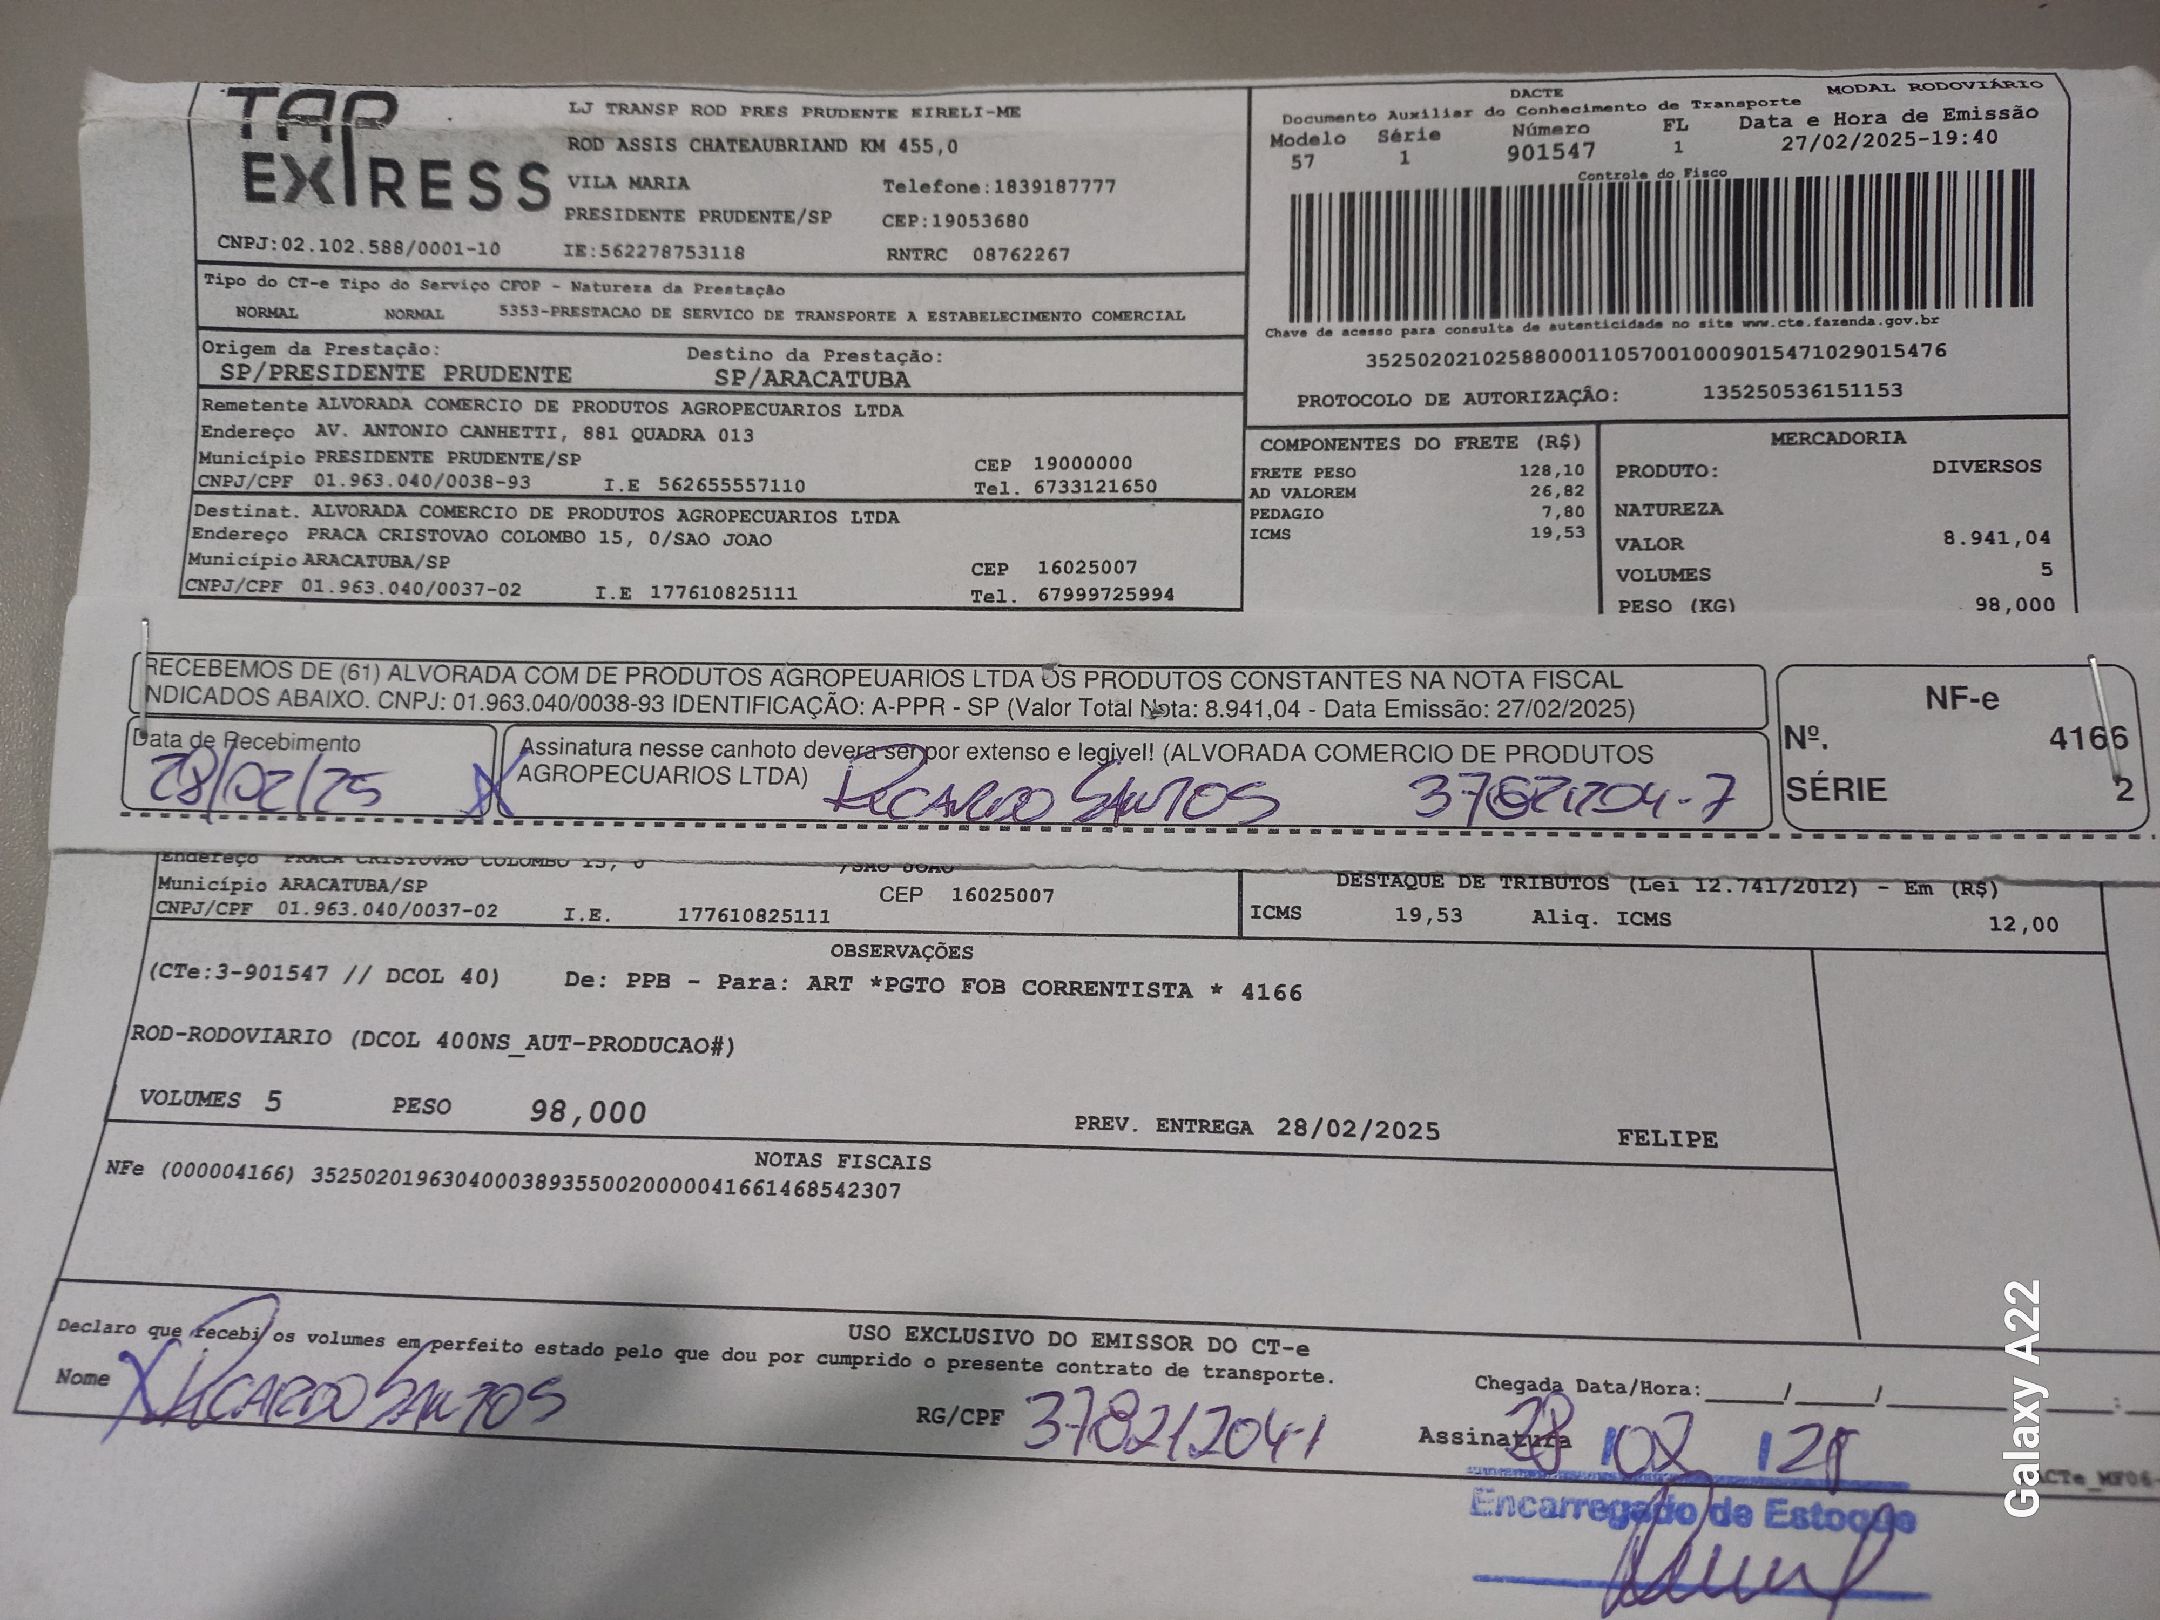 TAP
EXPRESS
LJ TRANSP ROD PRES PRUDENTE EIRELI-ME
ROD ASSIS CHATEAUBRIAND KM 455,0
VILA MARIA Telefone:1839187777
PRESIDENTE PRUDENTE/SP CEP:19053680
CNPJ:02.102.588/0001-10 IE:562278753118 RNTRC 08762267
DACTE MODAL RODOVIÁRIO
Documento Auxiliar do Conhecimento de Transporte
Modelo Série Número FL Data e Hora de Emissão
57 1 901547 1 27/02/2025-19:40
Controle do Fisco
Chave de acesso para consulta de autenticidade no site www.cte.fazenda.gov.br
35250202102588000110570010009015471029015476
PROTOCOLO DE AUTORIZAÇÃO: 135250536151153
Tipo do CT-e Tipo do Serviço CFOP - Natureza da Prestação
NORMAL NORMAL 5353-PRESTACAO DE SERVICO DE TRANSPORTE A ESTABELECIMENTO COMERCIAL
Origem da Prestação: Destino da Prestação:
SP/PRESIDENTE PRUDENTE SP/ARACATUBA
Remetente ALVORADA COMERCIO DE PRODUTOS AGROPECUARIOS LTDA
Endereço AV. ANTONIO CANHETTI, 881 QUADRA 013
Município PRESIDENTE PRUDENTE/SP CEP 19000000
CNPJ/CPF 01.963.040/0038-93 I.E 562655557110 Tel. 6733121650
Destinat. ALVORADA COMERCIO DE PRODUTOS AGROPECUARIOS LTDA
Endereço PRACA CRISTOVAO COLOMBO 15, 0/SAO JOAO
Município ARACATUBA/SP CEP 16025007
CNPJ/CPF 01.963.040/0037-02 I.E 177610825111 Tel. 67999725994
COMPONENTES DO FRETE (R$)
FRETE PESO 128,10
AD VALOREM 26,82
PEDAGIO 7,80
ICMS 19,53
MERCADORIA
PRODUTO: DIVERSOS
NATUREZA
VALOR 8.941,04
VOLUMES 5
PESO (KG) 98,000
RECEBEMOS DE (61) ALVORADA COM DE PRODUTOS AGROPEUARIOS LTDA OS PRODUTOS CONSTANTES NA NOTA FISCAL
INDICADOS ABAIXO. CNPJ: 01.963.040/0038-93 IDENTIFICAÇÃO: A-PPR - SP (Valor Total Nota: 8.941,04 - Data Emissão: 27/02/2025)
Data de Recebimento
28/02/25
Assinatura nesse canhoto devera ser por extenso e legivel! (ALVORADA COMERCIO DE PRODUTOS
AGROPECUARIOS LTDA) RICARDO SANTOS
NF-e
Nº. 4166
SÉRIE 2
Endereço PRACA CRISTOVAO COLOMBO 15, 0 /SAO JOAO
Município ARACATUBA/SP CEP 16025007
CNPJ/CPF 01.963.040/0037-02 I.E. 177610825111
DESTAQUE DE TRIBUTOS (Lei 12.741/2012) - Em (R$)
ICMS 19,53 Aliq. ICMS 12,00
OBSERVAÇÕES
(CTe:3-901547 // DCOL 40) De: PPB - Para: ART *PGTO FOB CORRENTISTA * 4166
ROD-RODOVIARIO (DCOL 400NS_AUT-PRODUCAO#)
VOLUMES 5 PESO 98,000 PREV. ENTREGA 28/02/2025 FELIPE
NOTAS FISCAIS
NFe (000004166) 35250201963040003893550020000041661468542307
USO EXCLUSIVO DO EMISSOR DO CT-e
Declaro que recebi os volumes em perfeito estado pelo que dou por cumprido o presente contrato de transporte.
Nome X RICARDO SANTOS RG/CPF Chegada Data/Hora:
Assinatura 28 02 25
Encarregado de Estoque
Galaxy A22